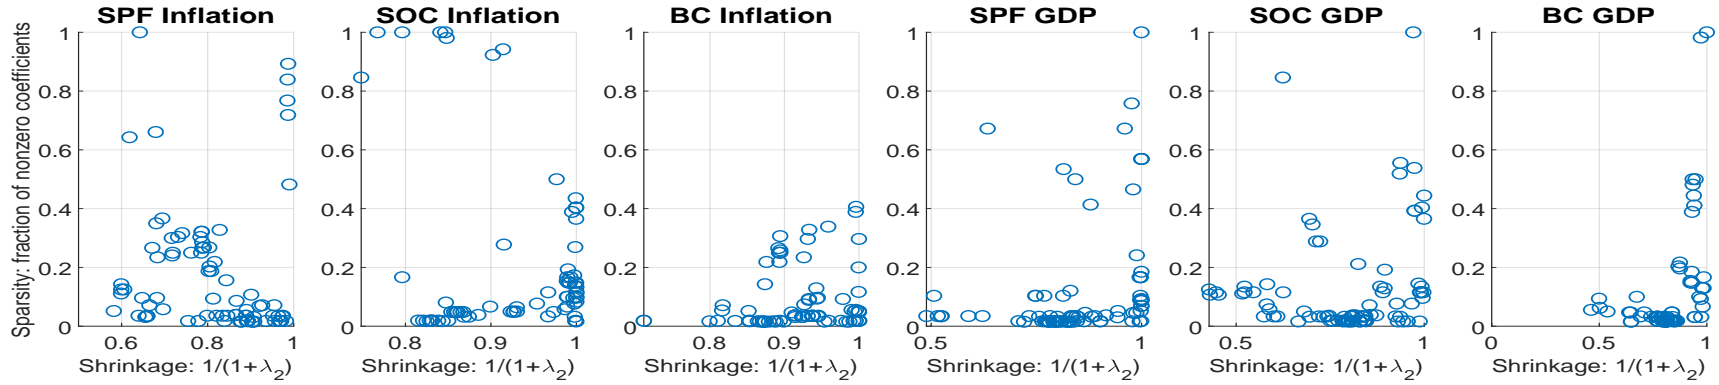 SPF Inflation
SOC Inflation
BC Inflation
SPF GDP
SOC GDP
BC GDP
Sparsity: fraction of nonzero coefficients
1
0.8
0.6
0.4
0.2
0
1
0.8
0.6
0.4
0.2
0
1
0.8
0.6
0.4
0.2
0
1
0.8
0.6
0.4
0.2
0
1
0.8
0.6
0.4
0.2
0
1
0.8
0.6
0.4
0.2
0
0.6 0.8 1
0.8 0.9 1
0.8 0.9 1
0.5 1
0.5 1
0 0.5 1
Shrinkage: 1/(1+λ₂)
Shrinkage: 1/(1+λ₂)
Shrinkage: 1/(1+λ₂)
Shrinkage: 1/(1+λ₂)
Shrinkage: 1/(1+λ₂)
Shrinkage: 1/(1+λ₂)